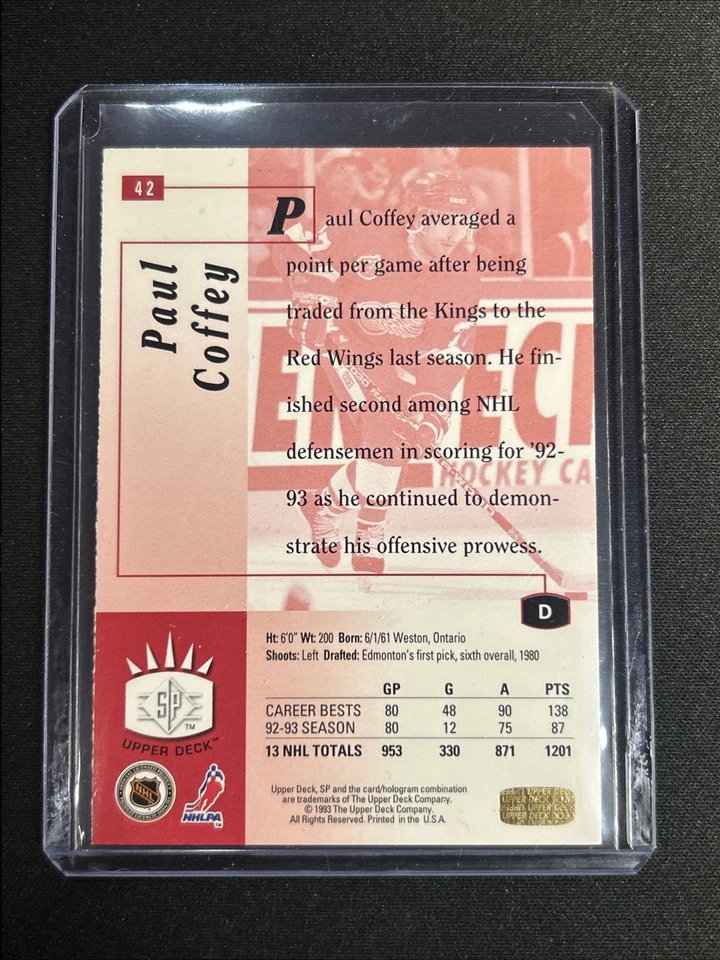 42
Paul
Coffey
Paul Coffey averaged a
point per game after being
traded from the Kings to the
Red Wings last season. He fin-
ished second among NHL
defensemen in scoring for '92-
93 as he continued to demon-
strate his offensive prowess.
HOCKEY CA
D
Ht: 6'0" Wt: 200 Born: 6/1/61 Weston, Ontario
Shoots: Left Drafted: Edmonton's first pick, sixth overall, 1980
GP G A PTS
CAREER BESTS 80 48 90 138
92-93 SEASON 80 12 75 87
13 NHL TOTALS 953 330 871 1201
SP™
UPPER DECK™
NHL
NHLPA™
Upper Deck, SP and the card/hologram combination
are trademarks of The Upper Deck Company.
© 1993 The Upper Deck Company.
All Rights Reserved. Printed in the U.S.A.
UPPER DECK